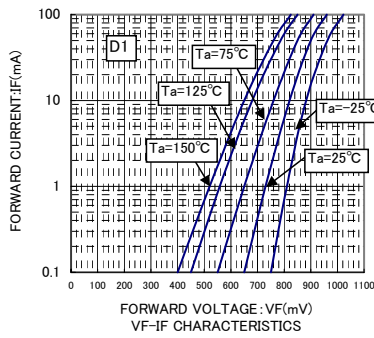 100
D1
Ta=75℃
10
Ta=125℃
Ta=-25℃
Ta=150℃
Ta=25℃
1
0.1
0 100 200 300 400 500 600 700 800 900 1000 1100
FORWARD CURRENT:IF(mA)
FORWARD VOLTAGE:VF(mV)
VF-IF CHARACTERISTICS